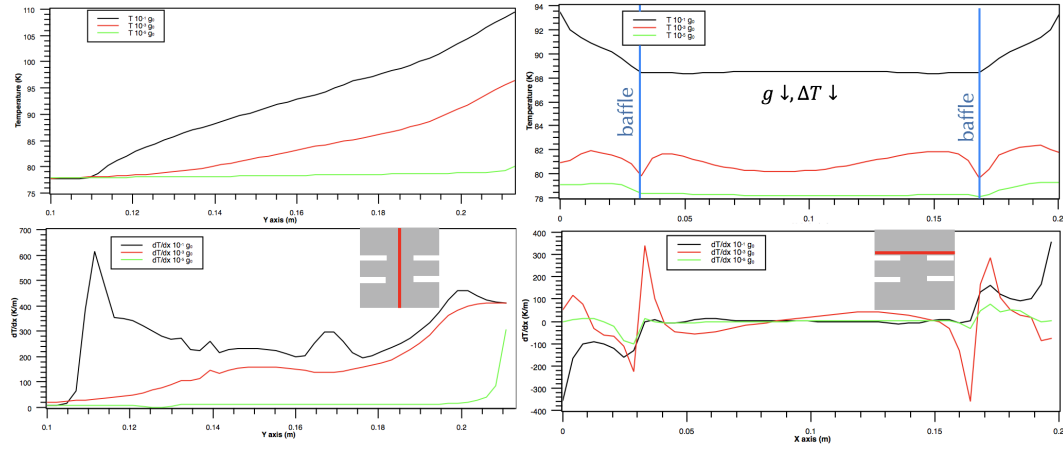 110
105
100
95
90
85
80
75
Temperature (K)
T 10⁻¹ g₀
T 10⁻³ g₀
T 10⁻⁵ g₀
0.1
0.12
0.14
0.16
0.18
0.2
Y axis (m)
94
92
90
88
86
84
82
80
78
Temperature (K)
T 10⁻¹ g₀
T 10⁻³ g₀
T 10⁻⁵ g₀
baffle
g ↓, ΔT ↓
baffle
0
0.05
0.1
0.15
0.2
700
600
500
400
300
200
100
0
dT/dx (K/m)
dT/dx 10⁻¹ g₀
dT/dx 10⁻³ g₀
dT/dx 10⁻⁵ g₀
0.1
0.12
0.14
0.16
0.18
0.2
Y axis (m)
400
300
200
100
0
-100
-200
-300
-400
dT/dx (K/m)
dT/dx 10⁻¹ g₀
dT/dx 10⁻³ g₀
dT/dx 10⁻⁵ g₀
0
0.05
0.1
0.15
0.2
X axis (m)